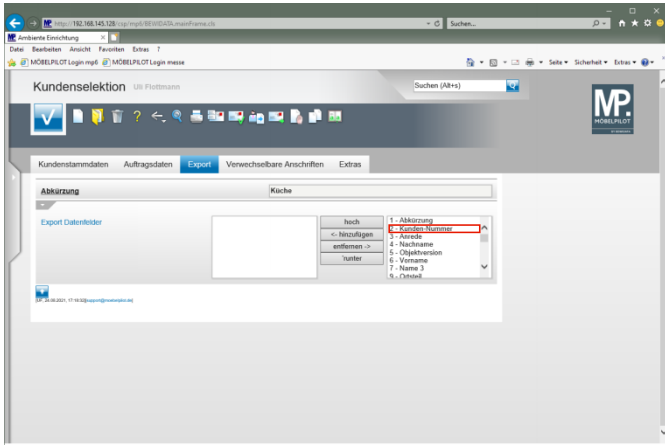 http://192.168.145.128/csp/mp6/BEWIDATA.mainFrame.cls
Suchen...
Ambiente Einrichtung
Datei Bearbeiten Ansicht Favoriten Extras ?
MÖBELPILOT Login mp6 MÖBELPILOT Login messe
Seite Sicherheit Extras
Kundenselektion Uli Flottmann
Suchen (Alt+s)
MP.
MÖBELPILOT
Kundenstammdaten Auftragsdaten Export Verwechselbare Anschriften Extras
Abkürzung
Küche
Export Datenfelder
hoch
<- hinzufügen
entfernen ->
'runter
1 - Abkürzung
2 - Kunden-Nummer
3 - Anrede
4 - Nachname
5 - Objektversion
6 - Vorname
7 - Name 3
9 - Ortsteil